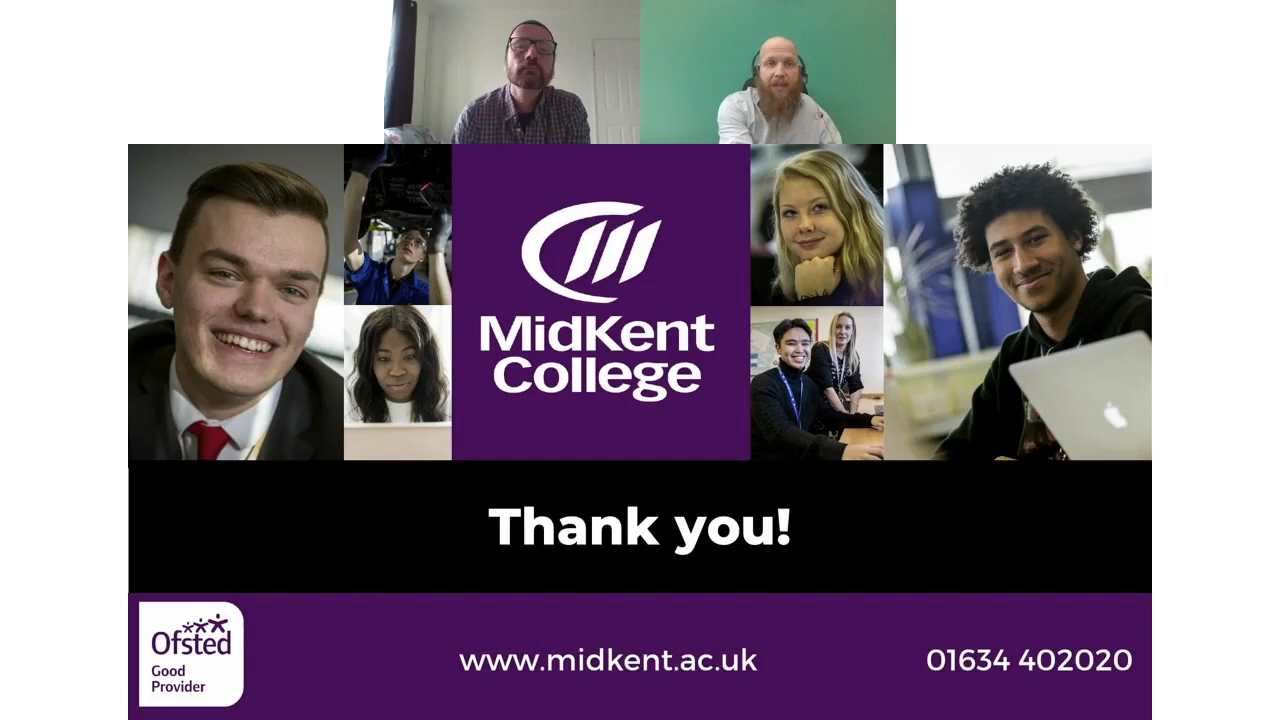 MidKent
College
Thank you!
Ofsted
Good
Provider
www.midkent.ac.uk
01634 402020